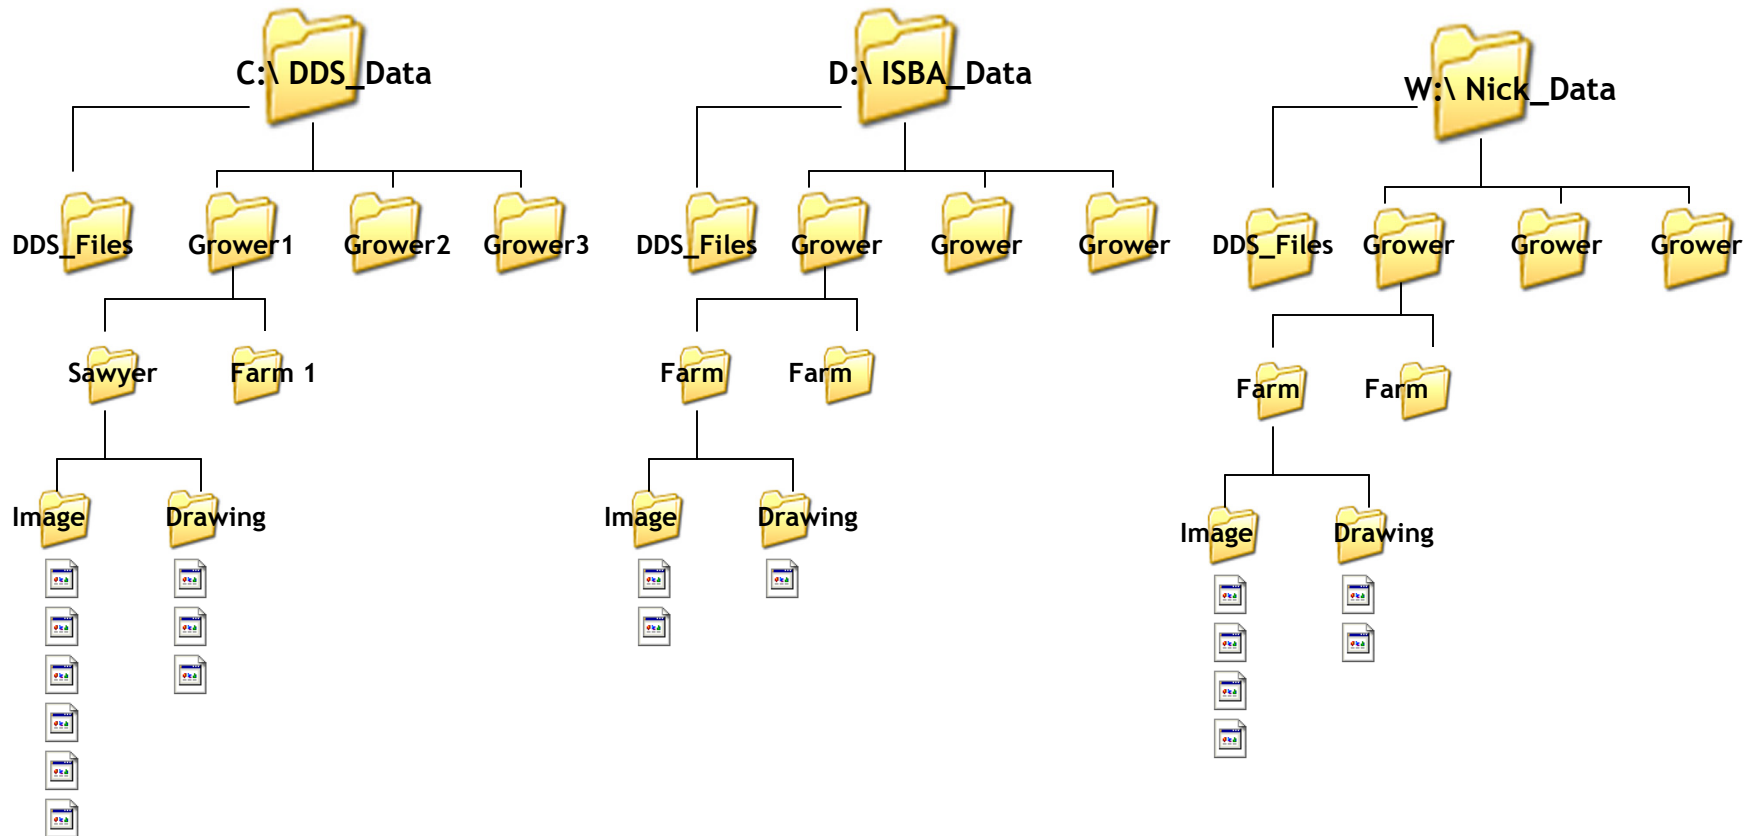 C:\ DDS_Data
D:\ ISBA_Data
W:\ Nick_Data
DDS_Files
Grower1
Grower2
Grower3
DDS_Files
Grower
Grower
Grower
DDS_Files
Grower
Grower
Grower
Sawyer
Farm 1
Farm
Farm
Farm
Farm
Image
Drawing
Image
Drawing
Image
Drawing